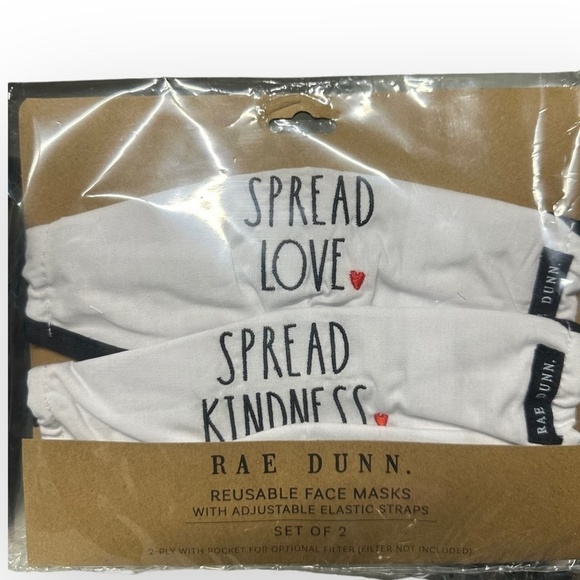 SPREAD
LOVE
RAE DUNN.
SPREAD
KINDNESS
RAE DUNN.
RAE DUNN.
REUSABLE FACE MASKS
WITH ADJUSTABLE ELASTIC STRAPS
SET OF 2
2-PLY WITH POCKET FOR OPTIONAL FILTER (FILTER NOT INCLUDED)